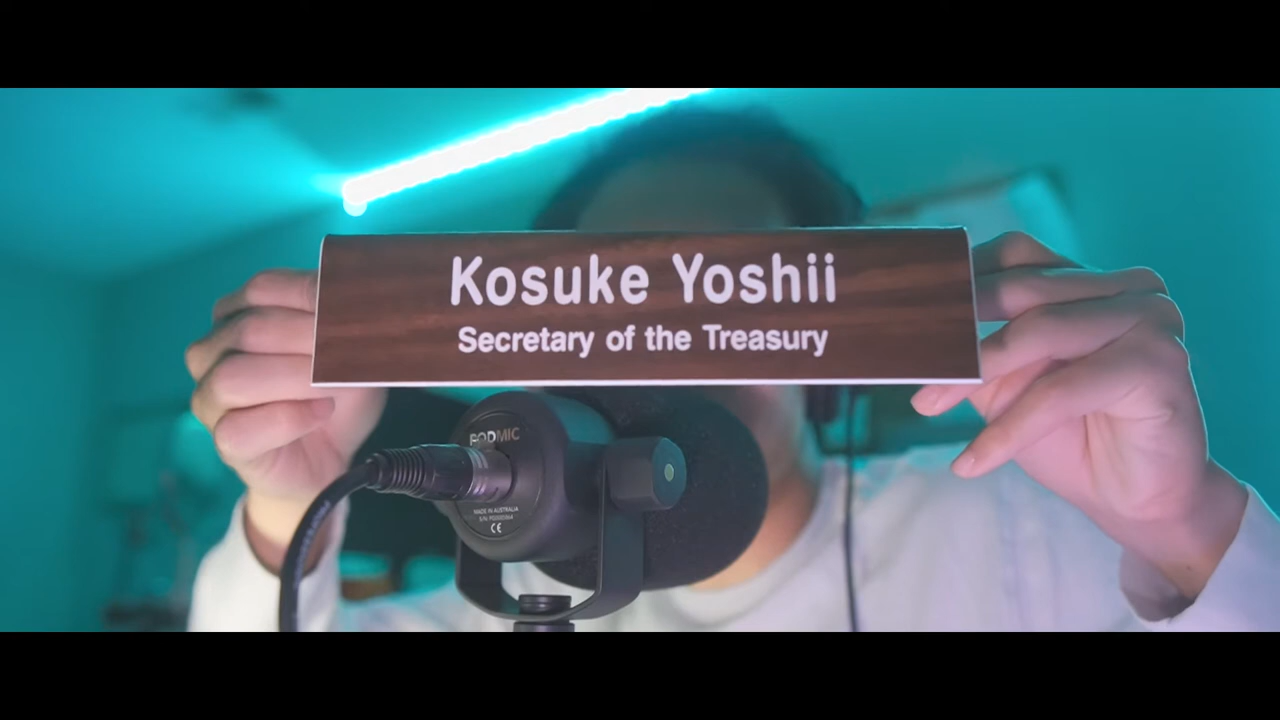 Kosuke Yoshii
Secretary of the Treasury
PODMIC
MADE IN AUSTRALIA
CE